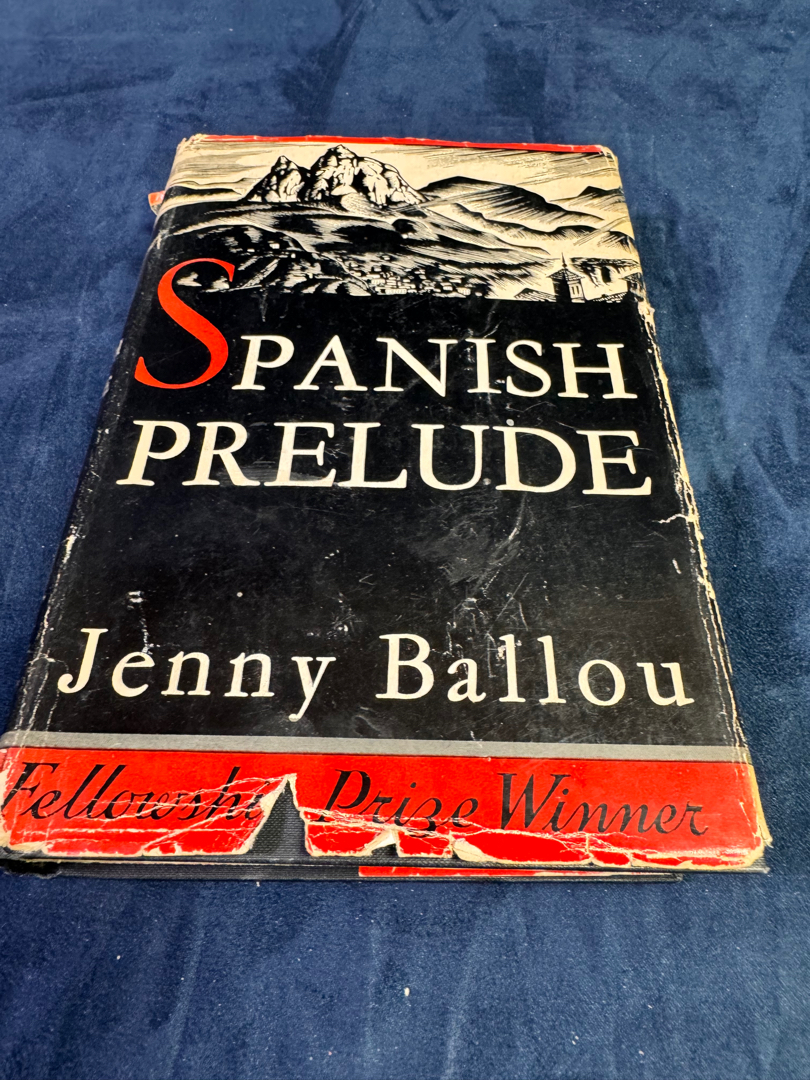 SPANISH
PRELUDE
Jenny Ballou
Prize Winner